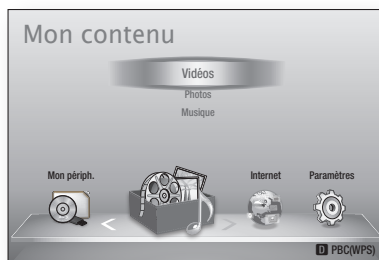 Mon contenu
Vidéos
Photos
Musique
Mon périph.
Internet
Paramètres
D PBC(WPS)